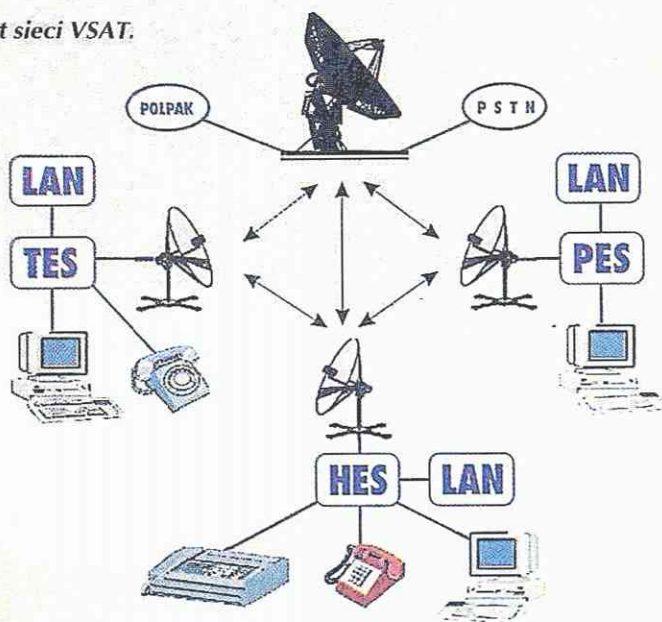 t sieci VSAT.
POLPAK
PSTN
LAN
LAN
TES
PES
HES
LAN